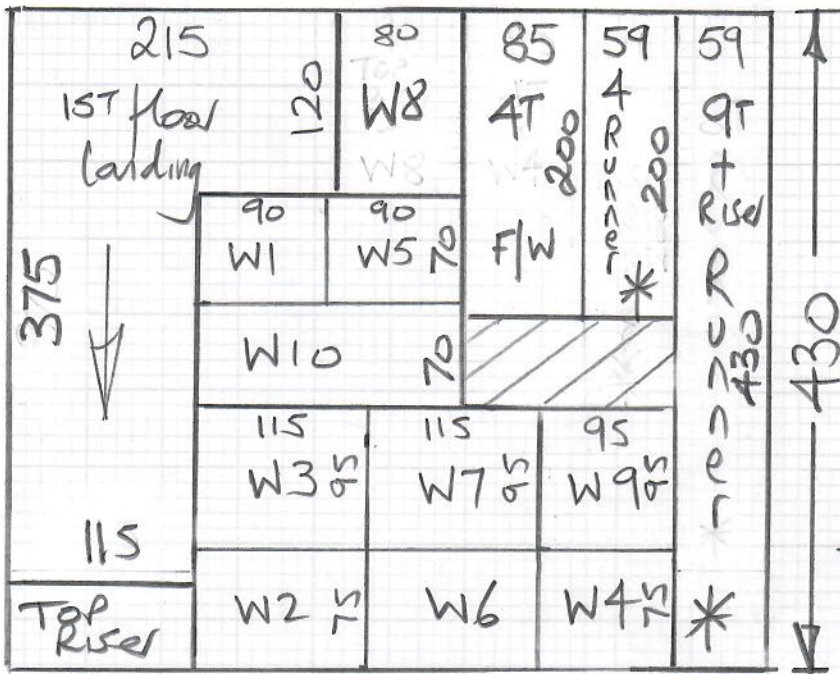 215
1ST floor
Landing
120
375
115
TOP
Riser
80
W8
85
4T
200
F/W
59
4
Runner
200
*
59
9T
+
Riser
RUnner
430
*
430
90
W1
90
W5
70
W10
70
115
W3
95
115
W7
95
95
W9
95
W2
75
W6
W4
75